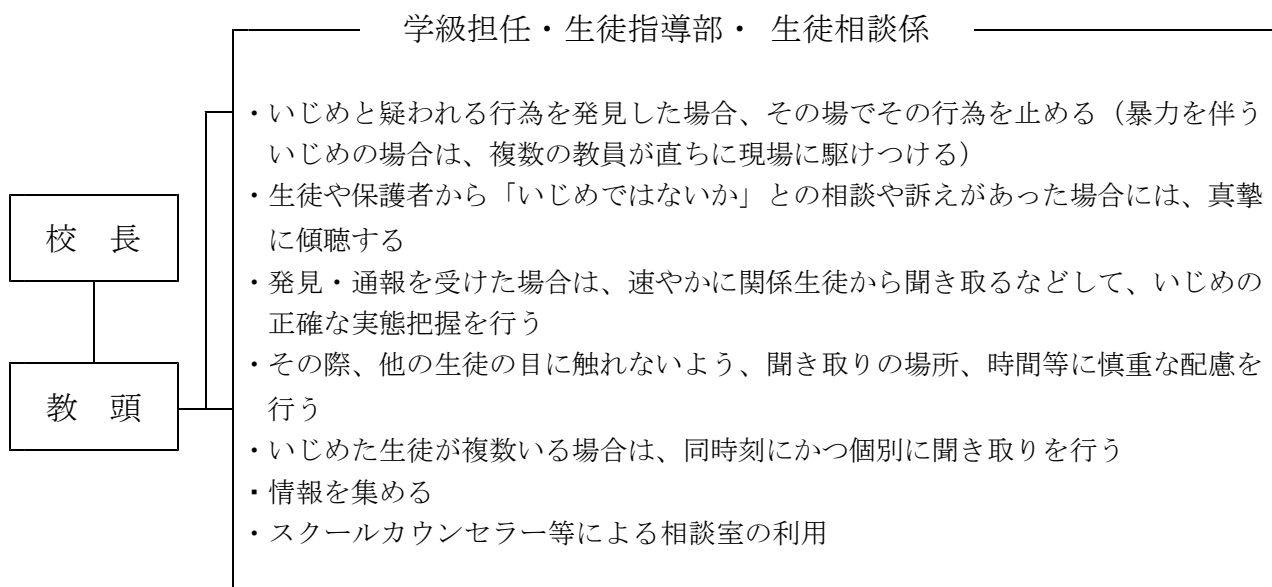 学級担任・生徒指導部・ 生徒相談係
・いじめと疑われる行為を発見した場合、その場でその行為を止める（暴力を伴う
いじめの場合は、複数の教員が直ちに現場に駆けつける）
・生徒や保護者から「いじめではないか」との相談や訴えがあった場合には、真摯
に傾聴する
・発見・通報を受けた場合は、速やかに関係生徒から聞き取るなどして、いじめの
正確な実態把握を行う
・その際、他の生徒の目に触れないよう、聞き取りの場所、時間等に慎重な配慮を
行う
・いじめた生徒が複数いる場合は、同時刻にかつ個別に聞き取りを行う
・情報を集める
・スクールカウンセラー等による相談室の利用
校　長
教　頭